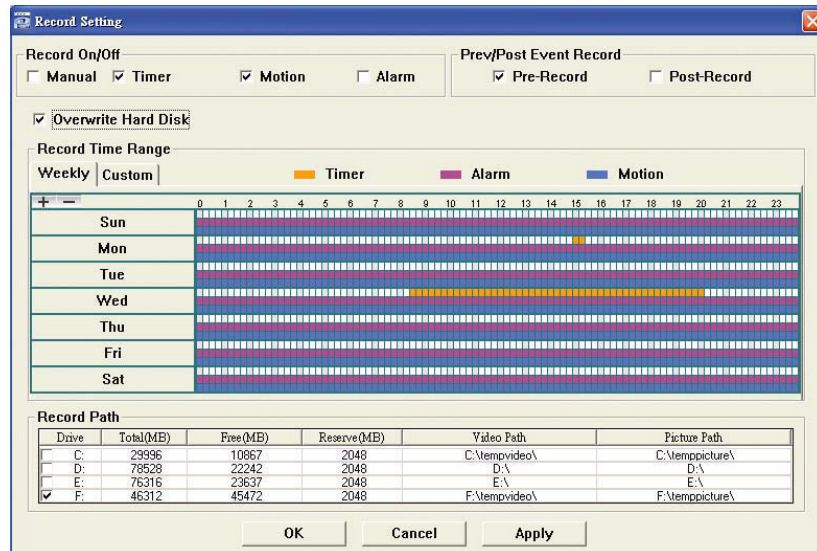 Record Setting
Record On/Off
Prev/Post Event Record
Manual Timer Motion Alarm
Pre-Record Post-Record
Overwrite Hard Disk
Record Time Range
Weekly Custom
Timer Alarm Motion
+ − 0 1 2 3 4 5 6 7 8 9 10 11 12 13 14 15 16 17 18 19 20 21 22 23
Sun
Mon
Tue
Wed
Thu
Fri
Sat
Record Path
Drive Total(MB) Free(MB) Reserve(MB) Video Path Picture Path
C: 29996 10867 2048 C:\tempvideo\ C:\temppicture\
D: 78528 22242 2048 D:\ D:\
E: 76316 23637 2048 E:\ E:\
F: 46312 45472 2048 F:\tempvideo\ F:\temppicture\
OK Cancel Apply